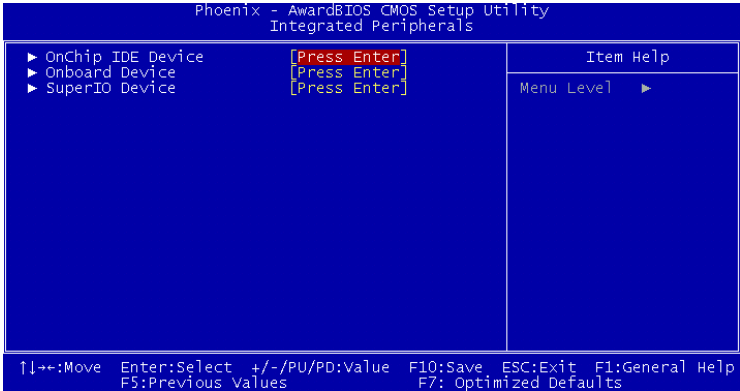 Phoenix - AwardBIOS CMOS Setup Utility
Integrated Peripherals
► OnChip IDE Device [Press Enter]
► Onboard Device [Press Enter]
► SuperIO Device [Press Enter]
Item Help
Menu Level ►
↑↓→←:Move Enter:Select +/-/PU/PD:Value F10:Save ESC:Exit F1:General Help
F5:Previous Values F7: Optimized Defaults